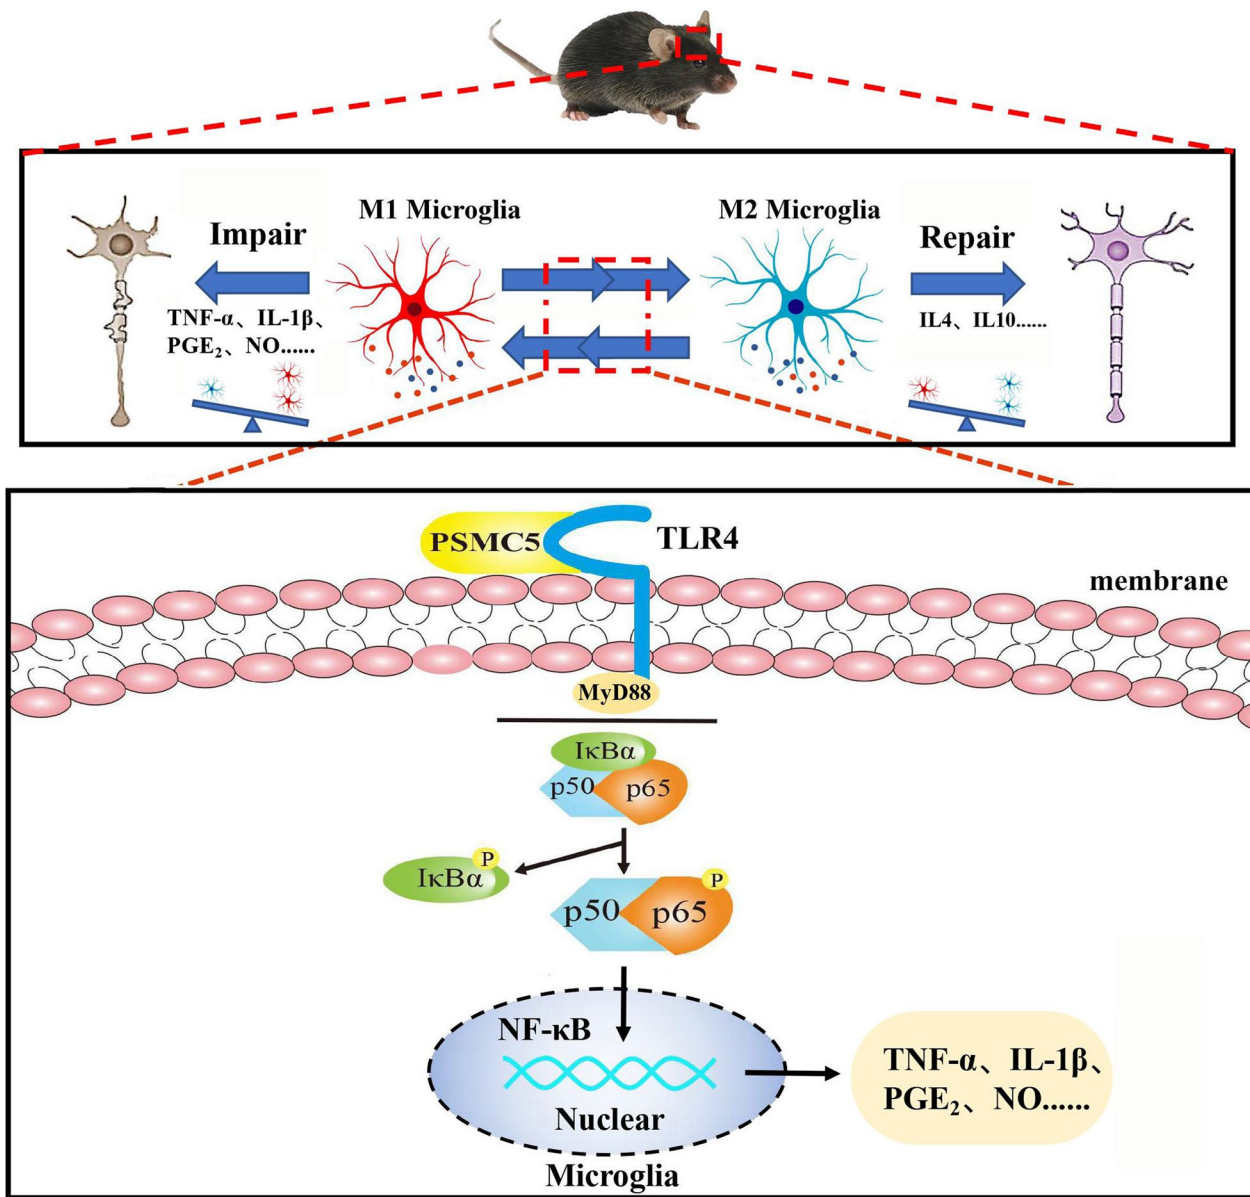 M1 Microglia
M2 Microglia
Impair
Repair
TNF-α、IL-1β、
PGE₂、NO......
IL4、IL10......
PSMC5
TLR4
membrane
MyD88
IκBα
p50
p65
P
IκBα
P
p50
p65
NF-κB
Nuclear
Microglia
TNF-α、IL-1β、
PGE₂、NO......